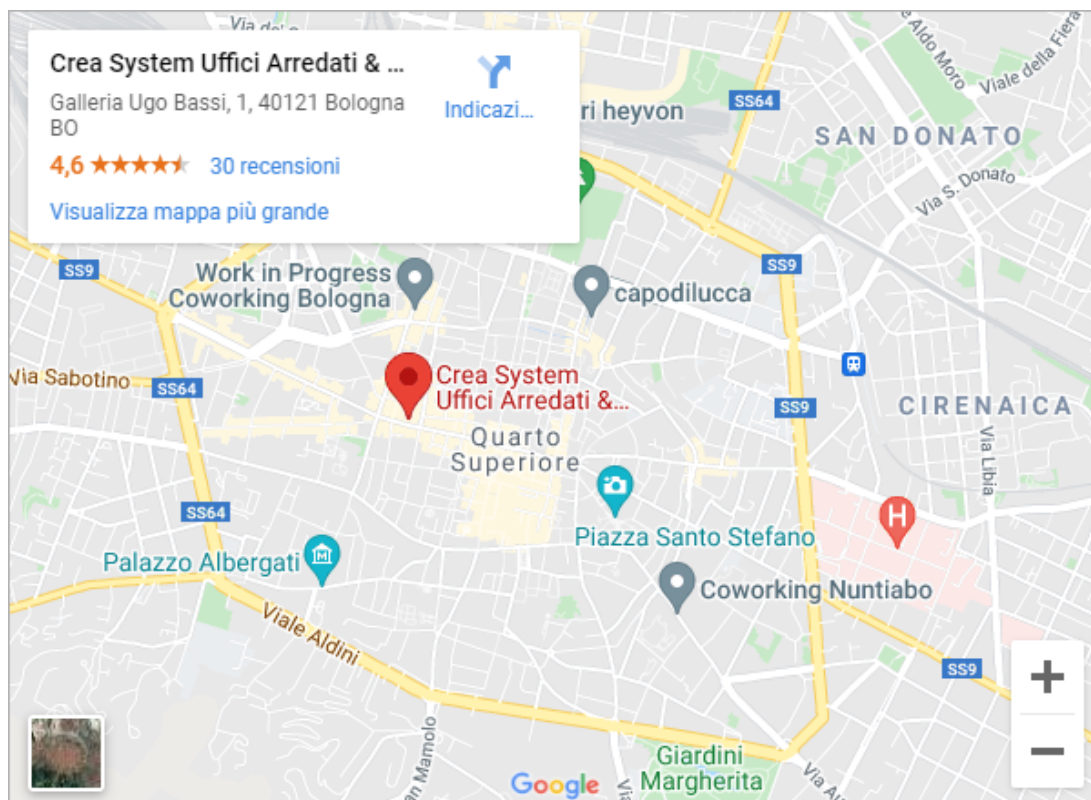 Crea System Uffici Arredati & ...
Galleria Ugo Bassi, 1, 40121 Bologna
BO
4,6
30 recensioni
Visualizza mappa più grande
Indicazi...
ri heyvon
SS64
SAN DONATO
Aldo Moro
Viale della Fiera
Via S. Donato
SS9
Work in Progress
Coworking Bologna
capodilucca
SS9
Via Sabotino
SS64
Crea System
Uffici Arredati &...
SS9
CIRENAICA
Via Libia
Quarto
Superiore
SS64
H
Piazza Santo Stefano
Palazzo Albergati
Coworking Nuntiabo
Viale Aldini
SS9
San Mamolo
Giardini
Margherita
Google